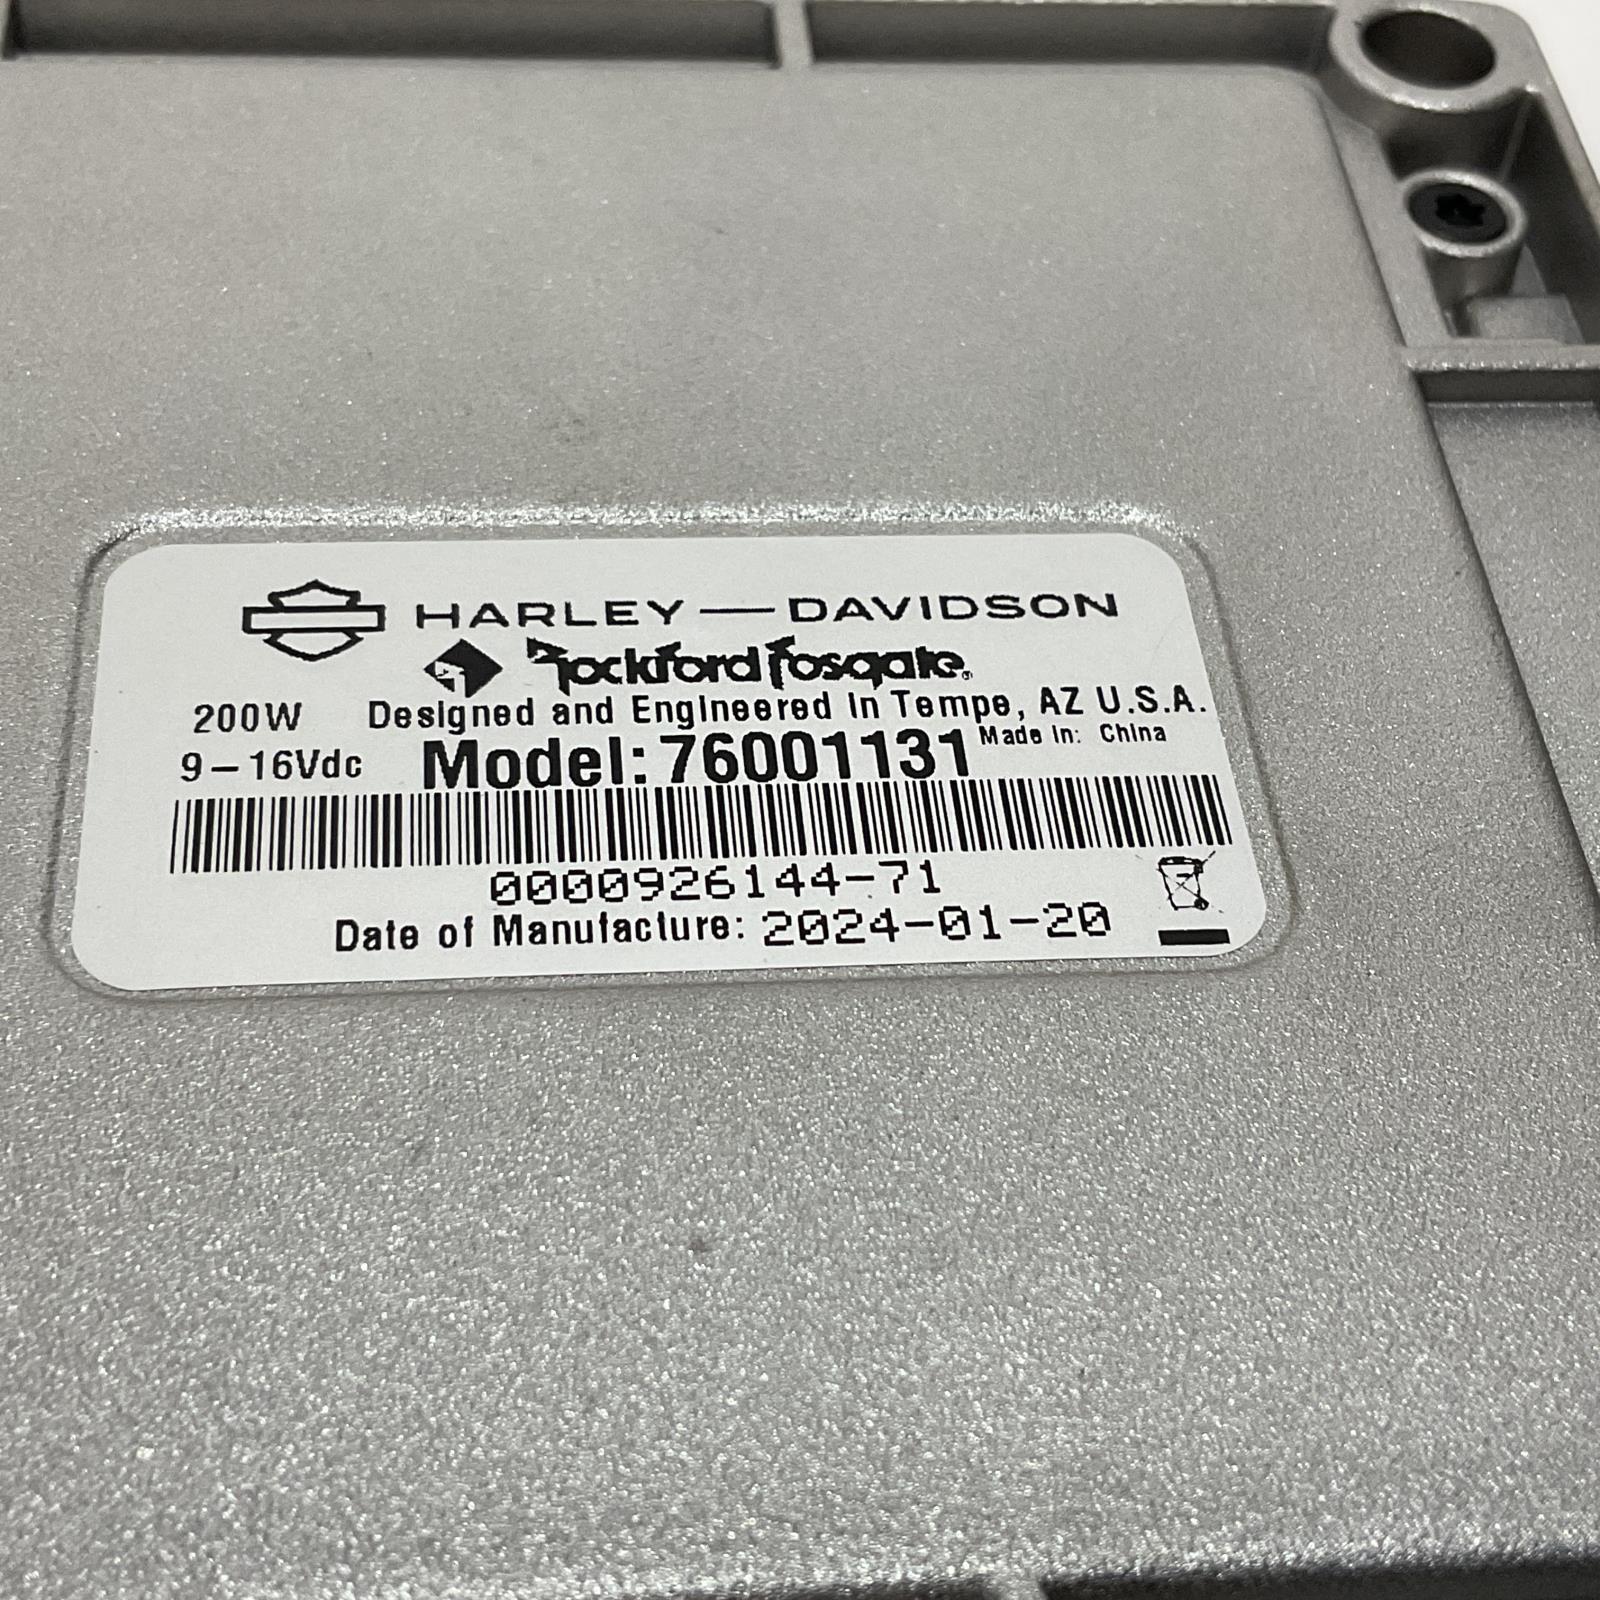 HARLEY—DAVIDSON
Rockford Fosgate®
200W Designed and Engineered in Tempe, AZ U.S.A.
9-16Vdc Model: 76001131 Made in: China
0000926144-71
Date of Manufacture: 2024-01-20